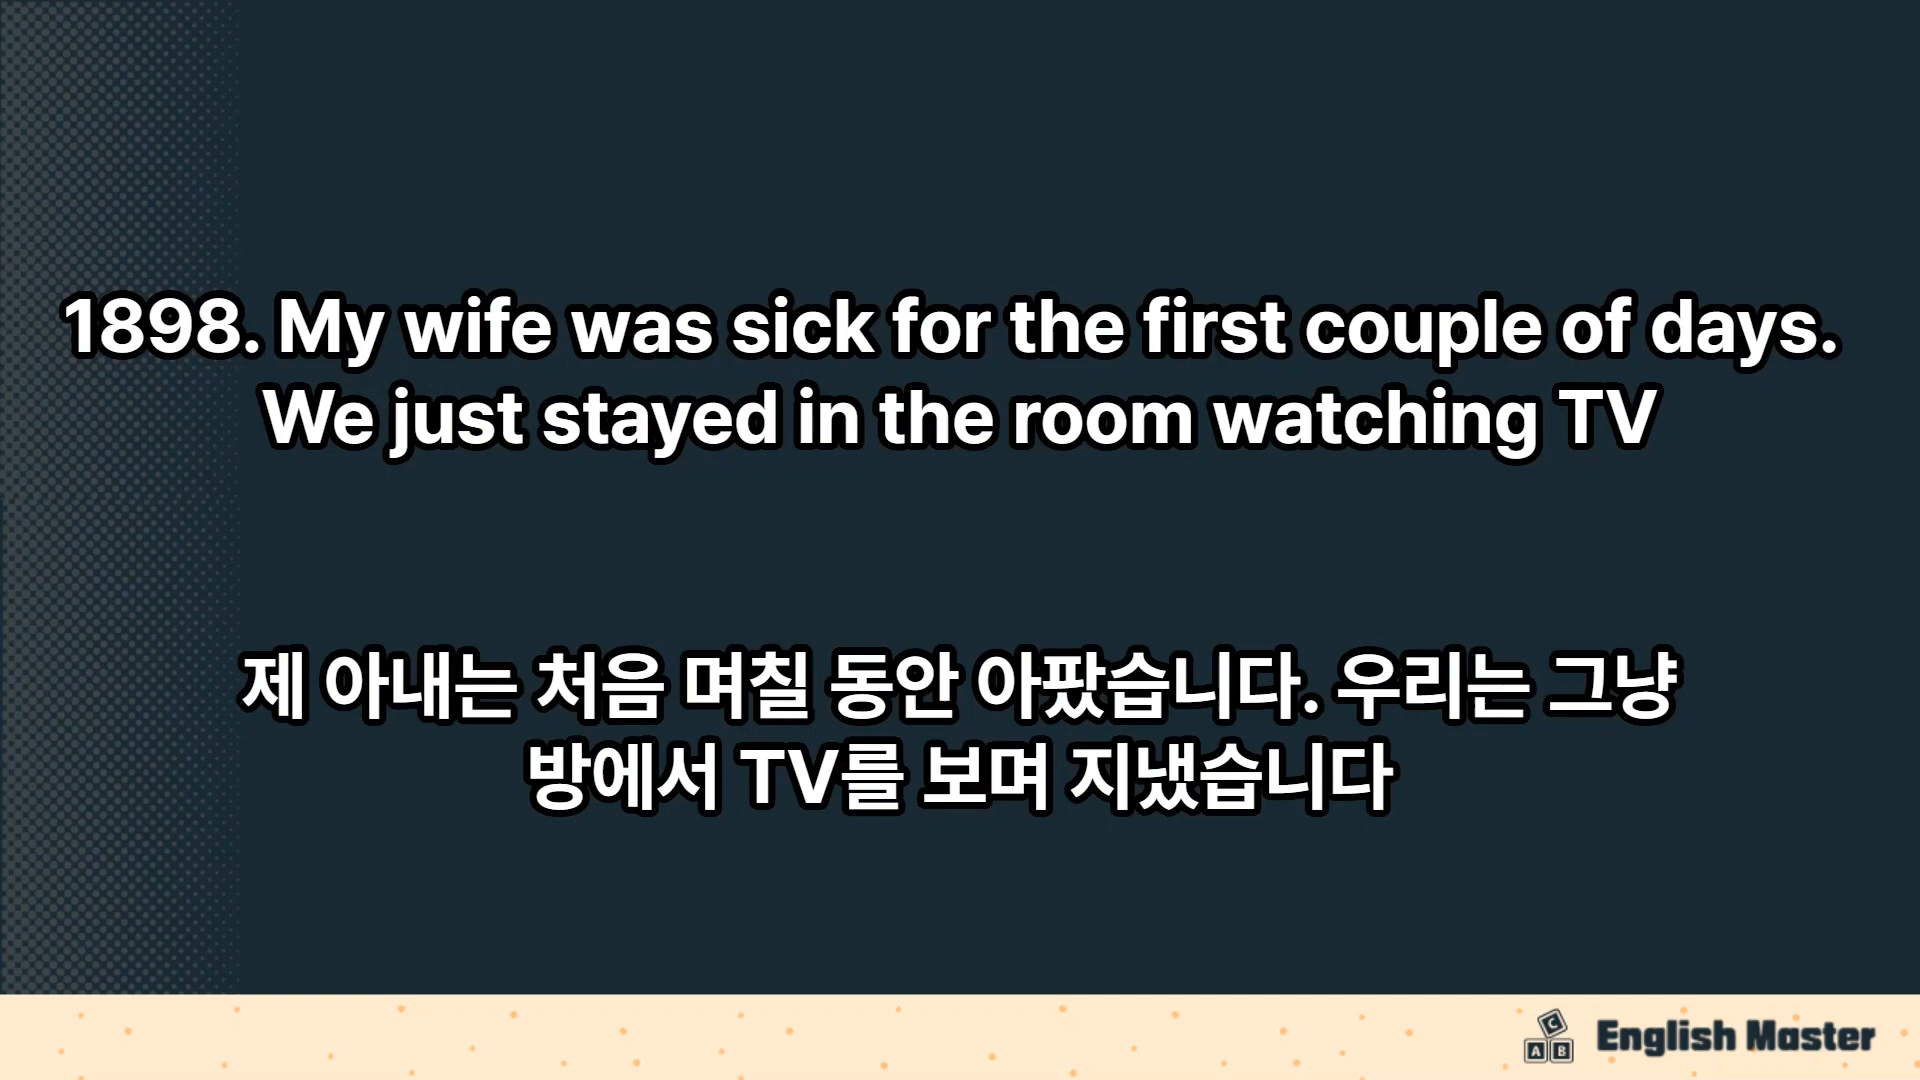 1898. My wife was sick for the first couple of days.
We just stayed in the room watching TV
제 아내는 처음 며칠 동안 아팠습니다. 우리는 그냥
방에서 TV를 보며 지냈습니다
C
A B
English Master